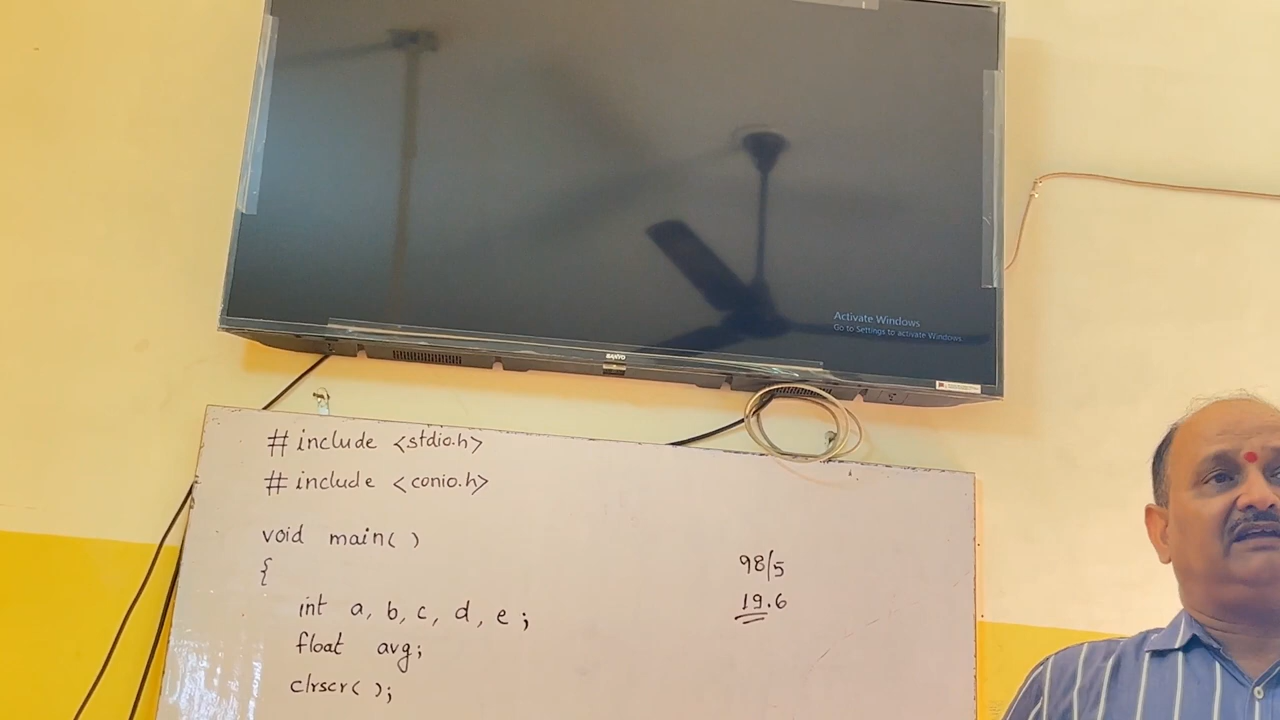 Activate Windows
Go to Settings to activate Windows.
SANYO
# include <stdio.h>
# include <conio.h>
void main( )
{
int a, b, c, d, e ;
float avg;
clrscr( );
98/5
19.6